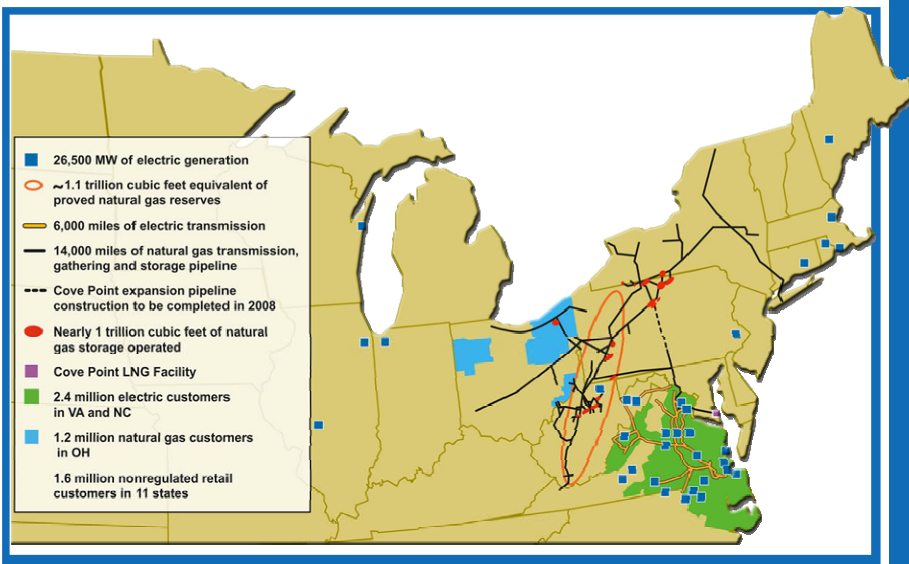 26,500 MW of electric generation
~1.1 trillion cubic feet equivalent of
proved natural gas reserves
6,000 miles of electric transmission
14,000 miles of natural gas transmission,
gathering and storage pipeline
Cove Point expansion pipeline
construction to be completed in 2008
Nearly 1 trillion cubic feet of natural
gas storage operated
Cove Point LNG Facility
2.4 million electric customers
in VA and NC
1.2 million natural gas customers
in OH
1.6 million nonregulated retail
customers in 11 states